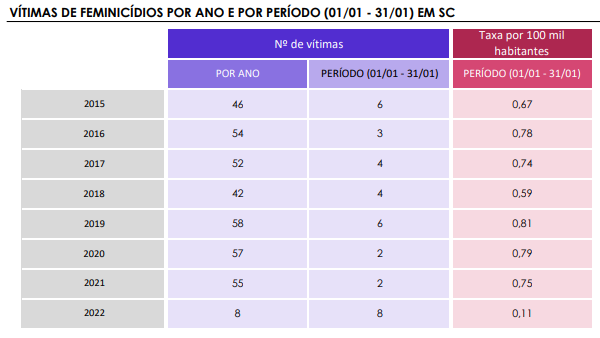 VÍTIMAS DE FEMINICÍDIOS POR ANO E POR PERÍODO (01/01 - 31/01) EM SC
Nº de vítimas
Taxa por 100 mil
habitantes
POR ANO PERÍODO (01/01 - 31/01) PERÍODO (01/01 - 31/01)
2015 46 6 0,67
2016 54 3 0,78
2017 52 4 0,74
2018 42 4 0,59
2019 58 6 0,81
2020 57 2 0,79
2021 55 2 0,75
2022 8 8 0,11